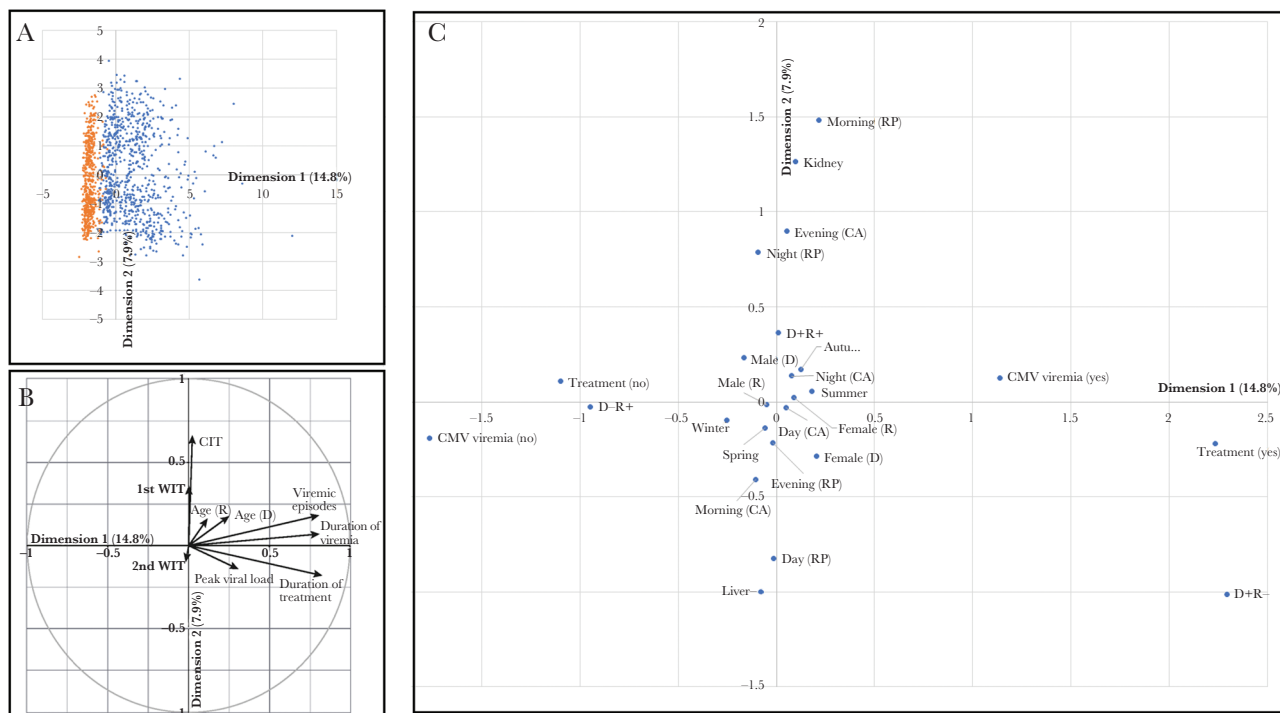 A
5
4
3
2
1
0
Dimension 1 (14.8%)
−5
0
5
10
15
−1
−2
−3
−4
−5
Dimension 2 (7.9%)
B
1
CIT
0.5
1st WIT
Age (R)
Age (D)
Viremic
episodes
Duration of
viremia
Dimension 1 (14.8%)
−1
−0.5
0.5
1
2nd WIT
Peak viral load
Duration of
treatment
−0.5
Dimension 2 (7.9%)
C
2
Dimension 2 (7.9%)
1.5
Morning (RP)
Kidney
1
Evening (CA)
Night (RP)
0.5
D+R+
Autu...
Male (D)
Night (CA)
Male (R)
Treatment (no)
CMV viremia (yes)
Dimension 1 (14.8%)
Summer
D−R+
0
−1.5
−0.5
0
0.5
1
1.5
2
2.5
Winter
Day (CA)
Female (R)
CMV viremia (no)
Spring
Female (D)
Treatment (yes)
Evening (RP)
−0.5
Morning (CA)
Day (RP)
Liver
D+R−
−1.5